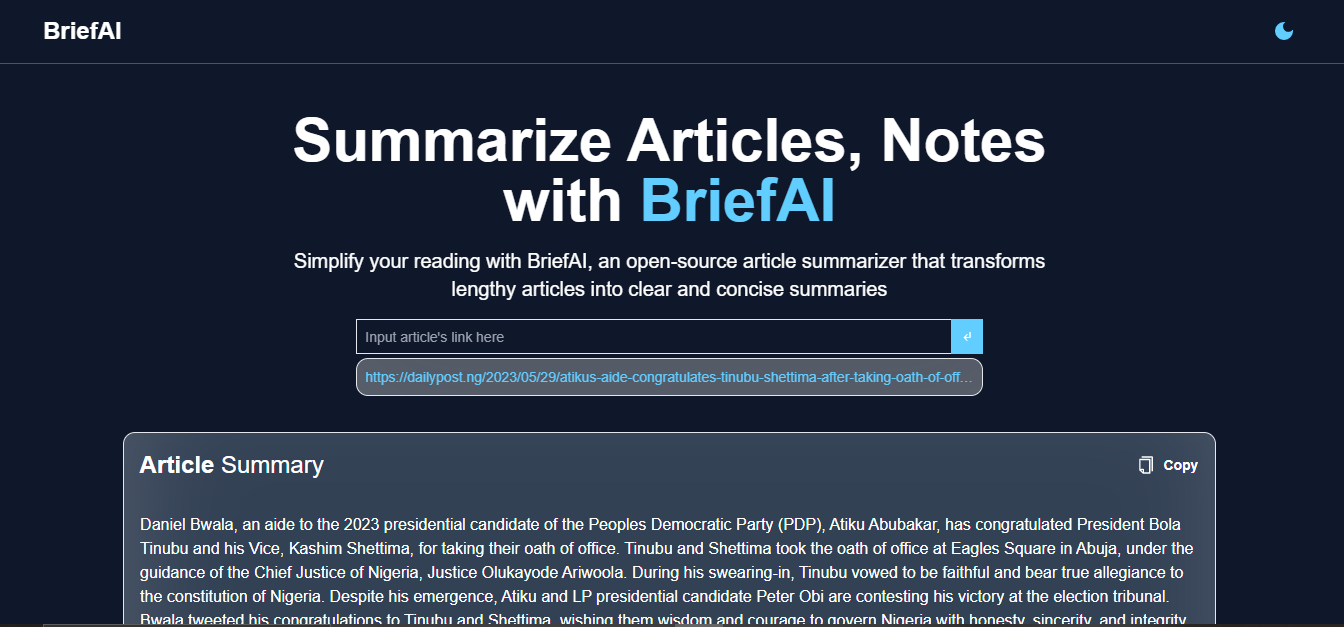 BriefAI
Summarize Articles, Notes
with BriefAI
Simplify your reading with BriefAI, an open-source article summarizer that transforms
lengthy articles into clear and concise summaries
Input article's link here
https://dailypost.ng/2023/05/29/atikus-aide-congratulates-tinubu-shettima-after-taking-oath-of-off...
Article Summary
Copy
Daniel Bwala, an aide to the 2023 presidential candidate of the Peoples Democratic Party (PDP), Atiku Abubakar, has congratulated President Bola
Tinubu and his Vice, Kashim Shettima, for taking their oath of office. Tinubu and Shettima took the oath of office at Eagles Square in Abuja, under the
guidance of the Chief Justice of Nigeria, Justice Olukayode Ariwoola. During his swearing-in, Tinubu vowed to be faithful and bear true allegiance to
the constitution of Nigeria. Despite his emergence, Atiku and LP presidential candidate Peter Obi are contesting his victory at the election tribunal.
Bwala tweeted his congratulations to Tinubu and Shettima, wishing them wisdom and courage to govern Nigeria with honesty, sincerity, and integrity.